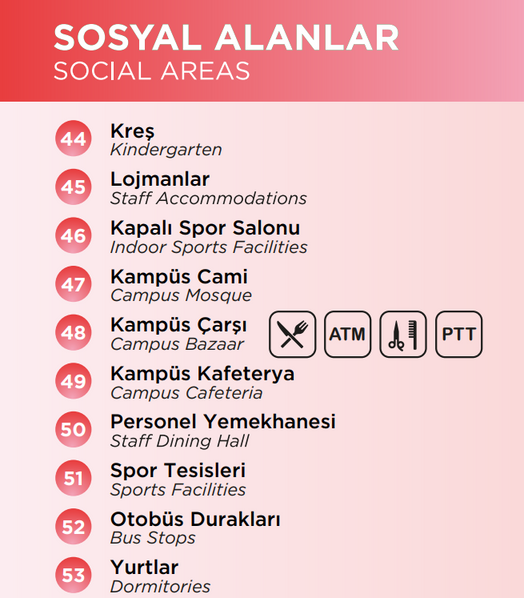 SOSYAL ALANLAR
SOCIAL AREAS
44 Kreş
Kindergarten
45 Lojmanlar
Staff Accommodations
46 Kapalı Spor Salonu
Indoor Sports Facilities
47 Kampüs Cami
Campus Mosque
48 Kampüs Çarşı ATM PTT
Campus Bazaar
49 Kampüs Kafeterya
Campus Cafeteria
50 Personel Yemekhanesi
Staff Dining Hall
51 Spor Tesisleri
Sports Facilities
52 Otobüs Durakları
Bus Stops
53 Yurtlar
Dormitories